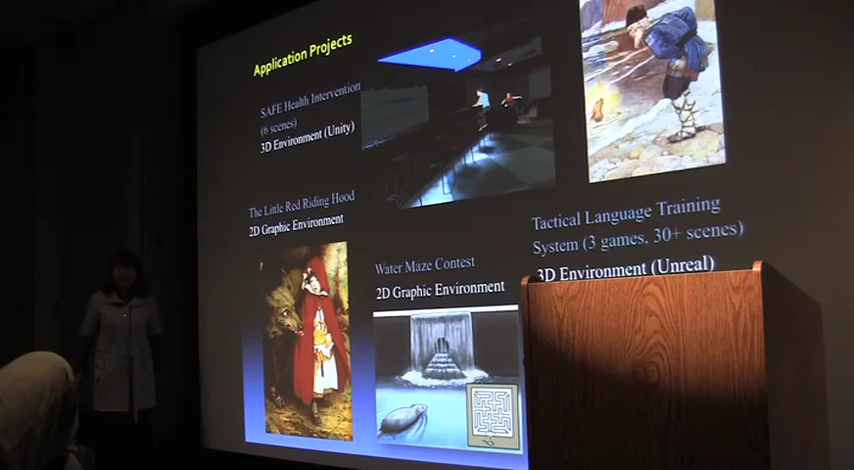 Application Projects
SAFE Health Intervention
(6 scenes)
3D Environment (Unity)
The Little Red Riding Hood
2D Graphic Environment
Water Maze Contest
2D Graphic Environment
Tactical Language Training
System (3 games, 30+ scenes)
3D Environment (Unreal)